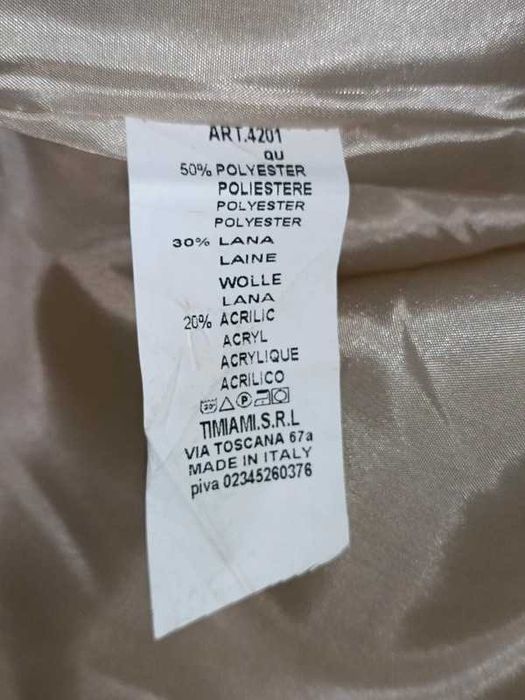 ART.4201
QU
50% POLYESTER
POLIESTERE
POLYESTER
POLYESTER
30% LANA
LAINE
WOLLE
LANA
20% ACRILIC
ACRYL
ACRYLIQUE
ACRILICO
P
TIMIAMI.S.R.L
VIA TOSCANA 67a
MADE IN ITALY
piva 02345260376